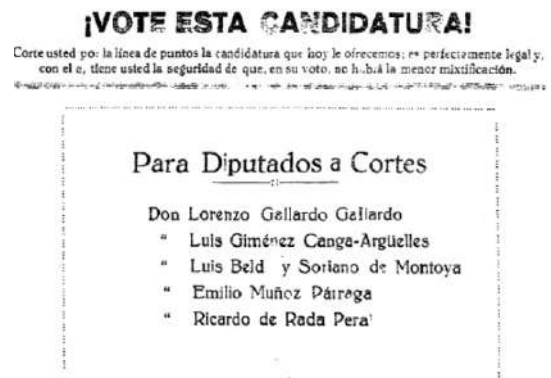 ¡VOTE ESTA CANDIDATURA!
Corte usted por la línea de puntos la candidatura que hoy le ofrecemos; es perfectamente legal y,
con el a, tiene usted la seguridad de que, en su voto, no habrá la menor mixtificación.
Para Diputados a Cortes
Don Lorenzo Gallardo Gallardo
" Luis Giménez Canga-Argüelles
" Luis y Soriano de Montoya
" Emilio Muñoz Párraga
" Ricardo de Rada